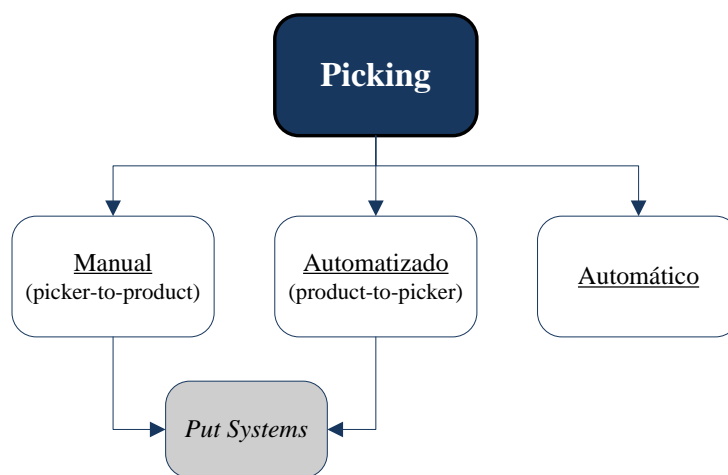 Picking
Manual
(picker-to-product)
Automatizado
(product-to-picker)
Automático
Put Systems